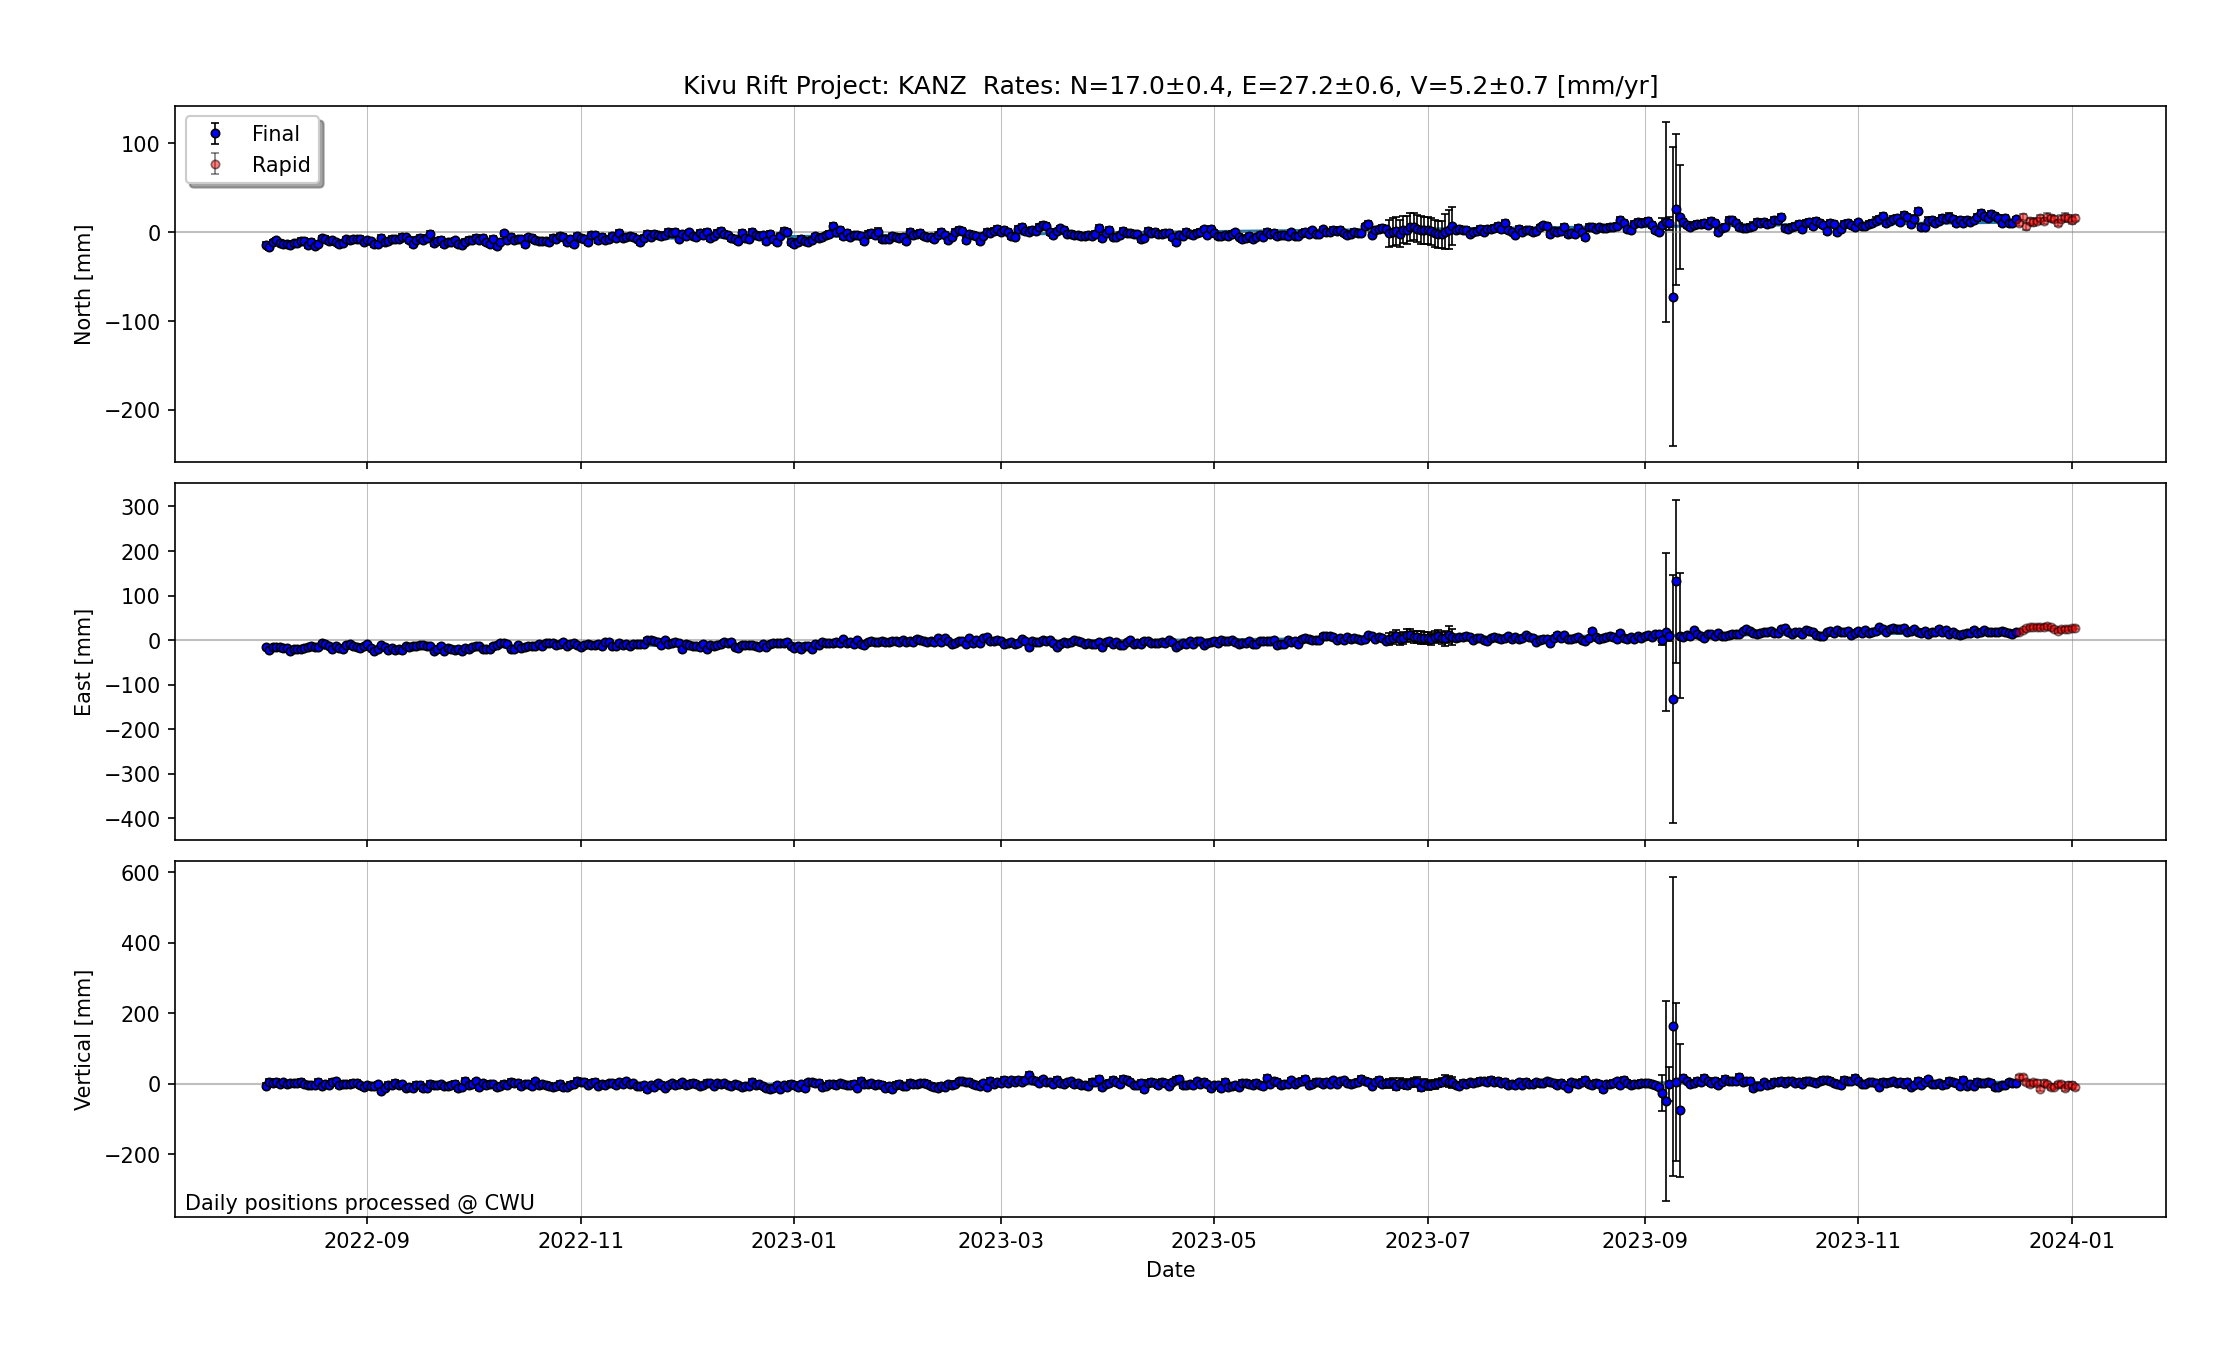 Kivu Rift Project: KANZ  Rates: N=17.0±0.4, E=27.2±0.6, V=5.2±0.7 [mm/yr]
Final
Rapid
100
0
−100
−200
North [mm]
300
200
100
0
−100
−200
−300
−400
East [mm]
600
400
200
0
−200
Vertical [mm]
Daily positions processed @ CWU
2022-09 2022-11 2023-01 2023-03 2023-05 2023-07 2023-09 2023-11 2024-01
Date